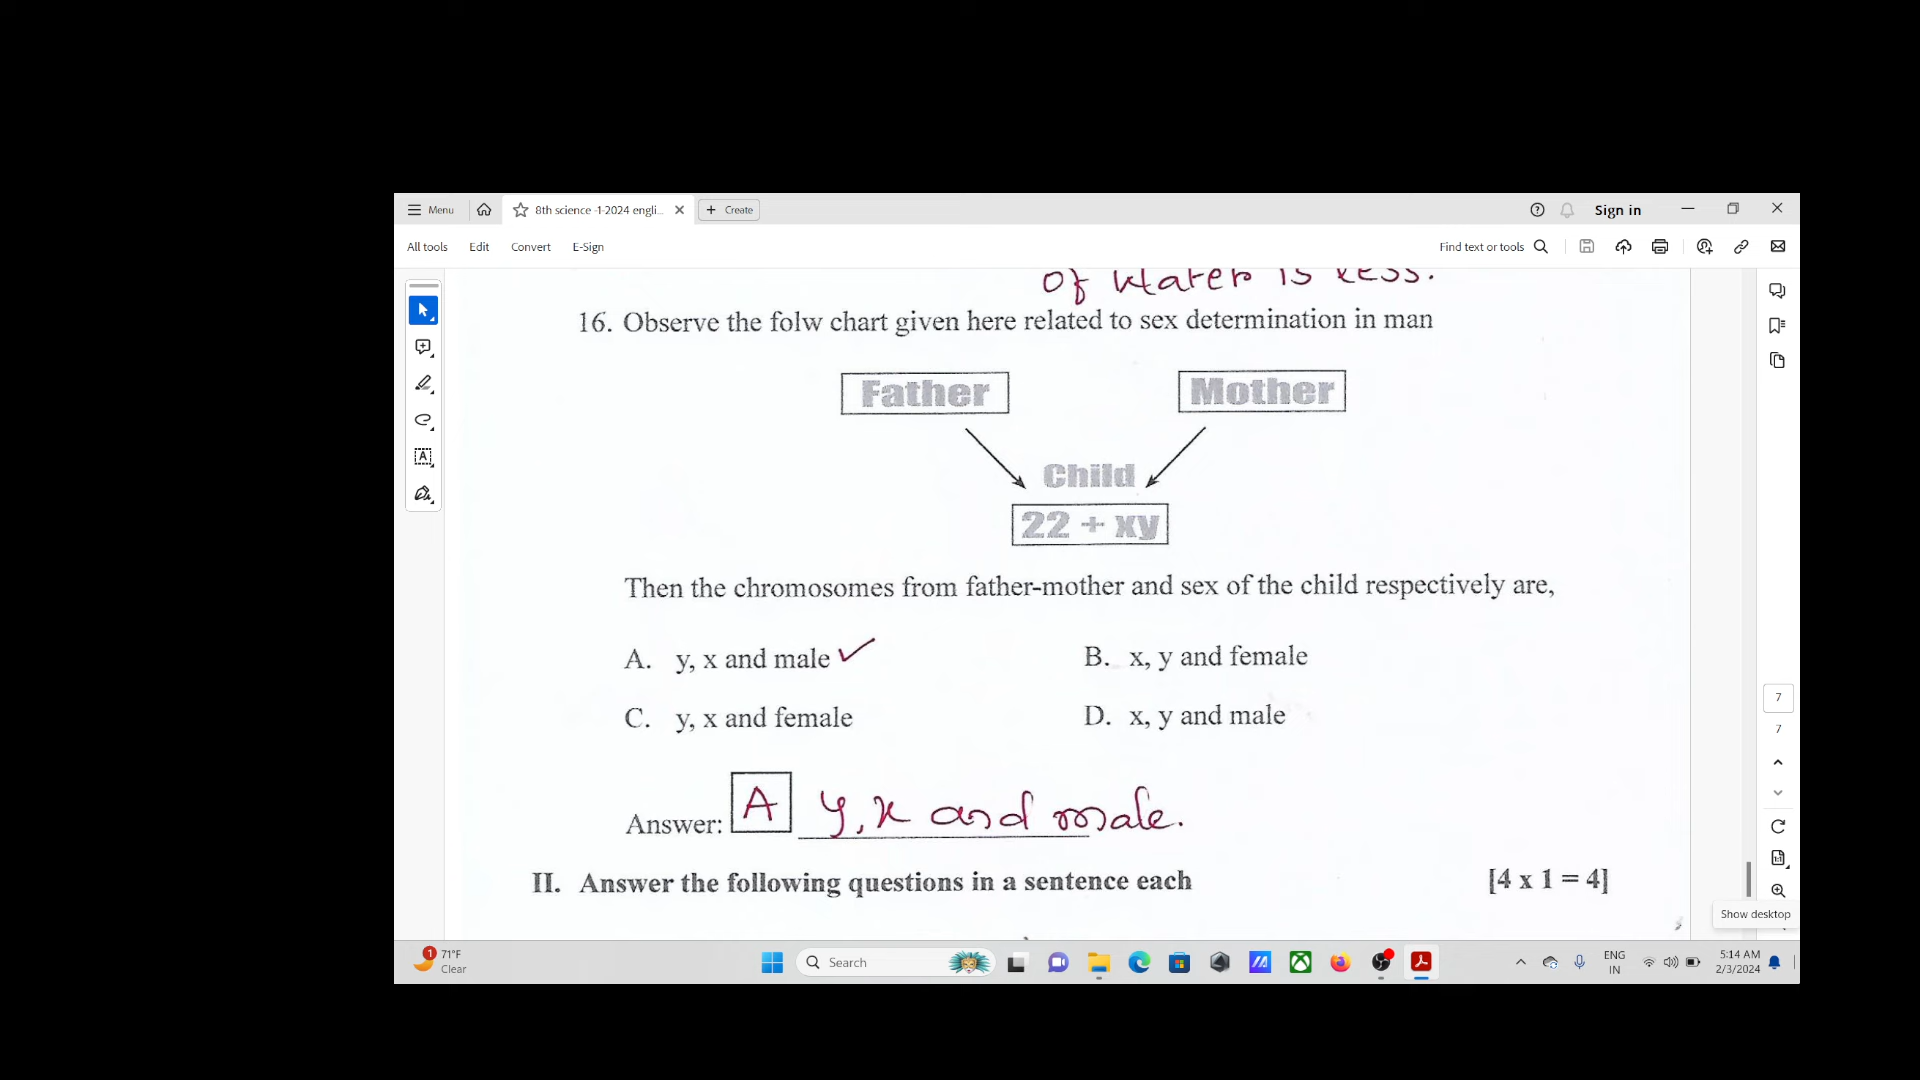 Menu
8th science -1-2024 engli...
Create
Sign in
All tools
Edit
Convert
E-Sign
Find text or tools
of water is less.
16. Observe the folw chart given here related to sex determination in man
Father
Mother
Child
22 + xy
Then the chromosomes from father-mother and sex of the child respectively are,
A. y, x and male
B. x, y and female
C. y, x and female
D. x, y and male
Answer: A y, x and male.
II. Answer the following questions in a sentence each [4 x 1 = 4]
7
7
Show desktop
1
71°F
Clear
Search
ENG
IN
5:14 AM
2/3/2024